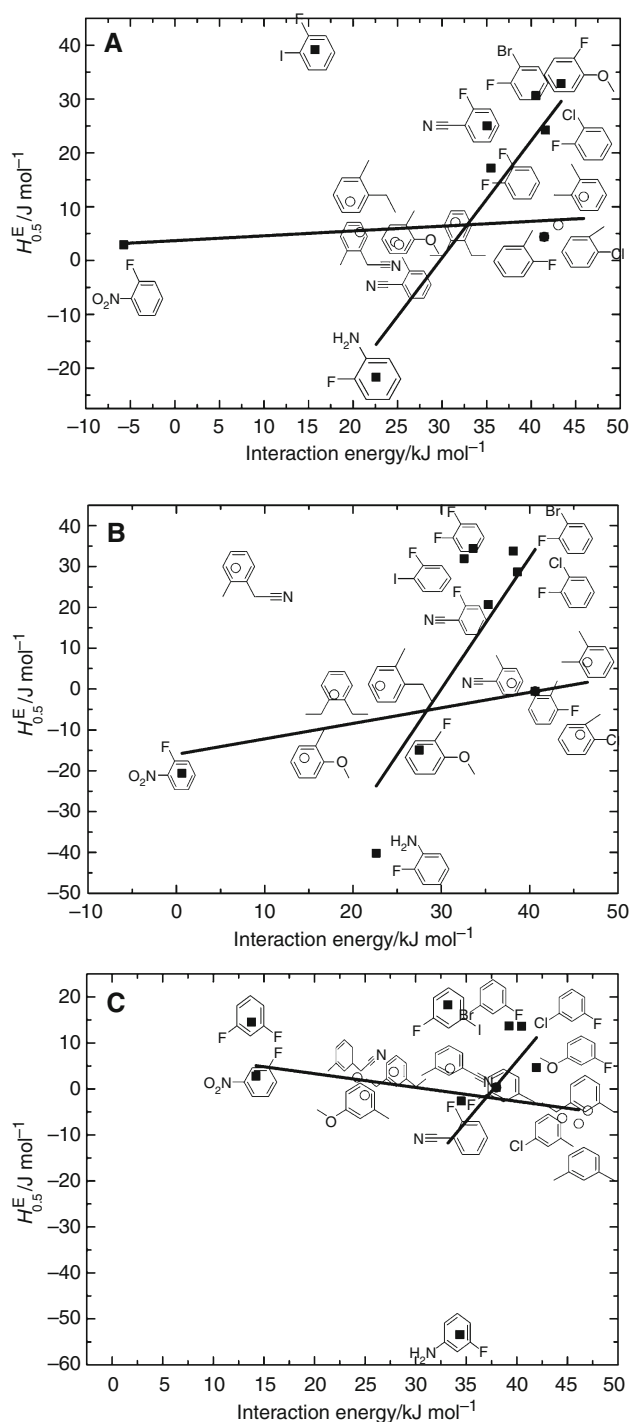 A
40
30
20
10
0
−10
−20
H^E_0.5/J mol⁻¹
−10 −5 0 5 10 15 20 25 30 35 40 45 50
Interaction energy/kJ mol⁻¹
F
I
Br
F
F
O
F
N
Cl
F
F
F
O
N
N
F
Cl
F
O₂N
H₂N
F
B
40
30
20
10
0
−10
−20
−30
−40
−50
H^E_0.5/J mol⁻¹
−10 0 10 20 30 40 50
Interaction energy/kJ mol⁻¹
N
F
F
Br
F
F
I
Cl
F
F
N
N
F
Cl
O
F
O
F
O₂N
H₂N
F
C
20
10
0
−10
−20
−30
−40
−50
−60
H^E_0.5/J mol⁻¹
0 5 10 15 20 25 30 35 40 45 50
Interaction energy/kJ mol⁻¹
F
F
F
O₂N
F
I
Br
F
Cl
F
N
O
N
O
F
F
F
N
Cl
H₂N
F